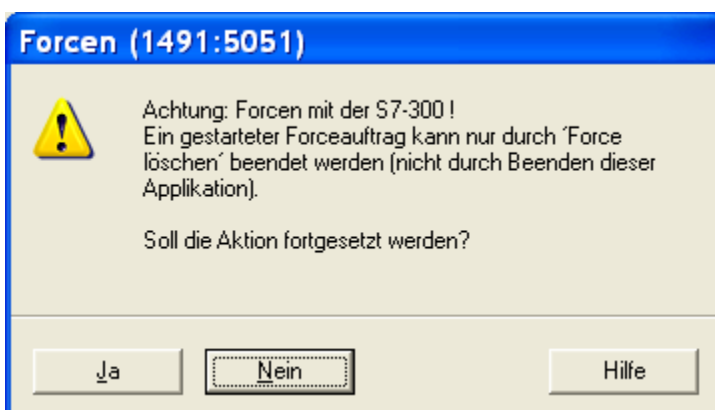 Forcen (1491:5051)
Achtung: Forcen mit der S7-300 !
Ein gestarteter Forceauftrag kann nur durch ´Force
löschen´ beendet werden (nicht durch Beenden dieser
Applikation).
Soll die Aktion fortgesetzt werden?
Ja
Nein
Hilfe